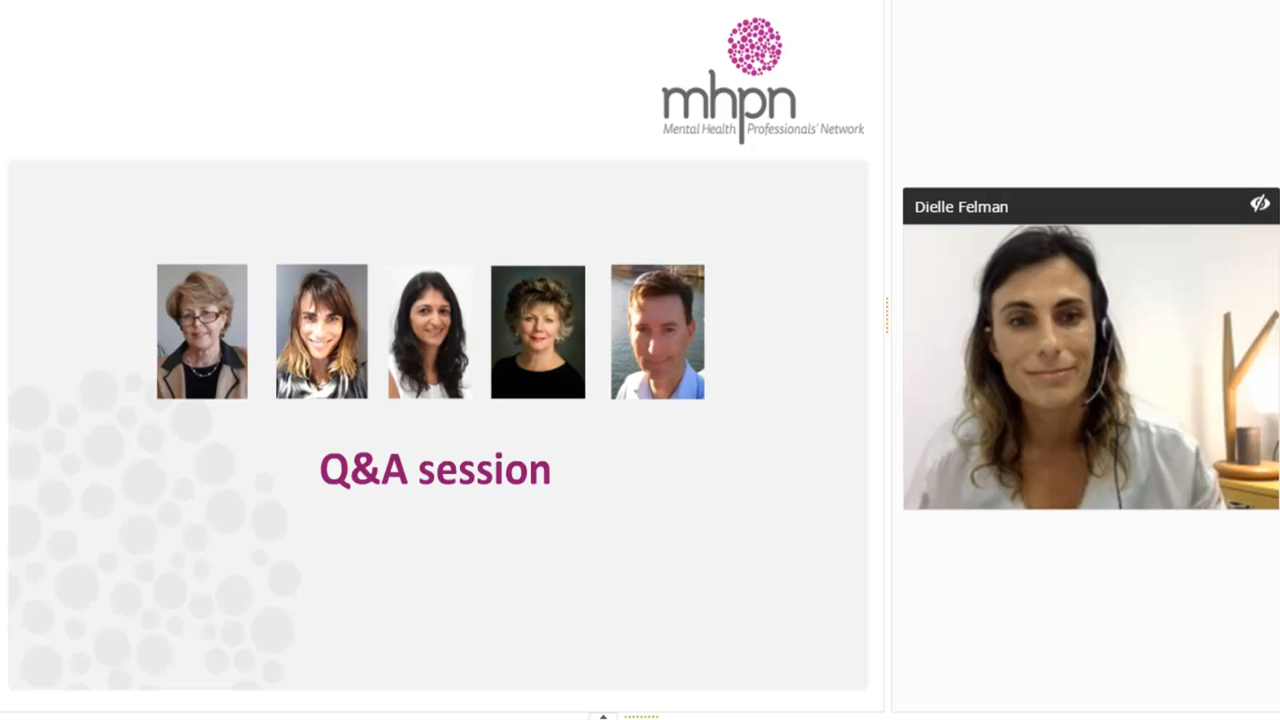 mhpn
Mental Health Professionals' Network
Dielle Felman
Q&A session